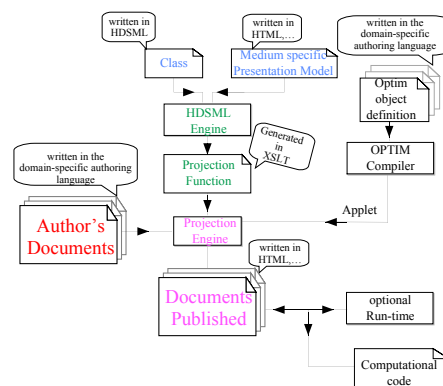 written in
HDSML
written in
HTML,…
written in the
domain-specific
authoring language
Class
Medium specific
Presentation Model
Optim
object
definition
HDSML
Engine
Generated
in
XSLT
OPTIM
Compiler
Projection
Function
written in the
domain-specific authoring
language
Author's
Documents
Projection
Engine
Applet
written in
HTML,…
Documents
Published
optional
Run-time
Computational
code